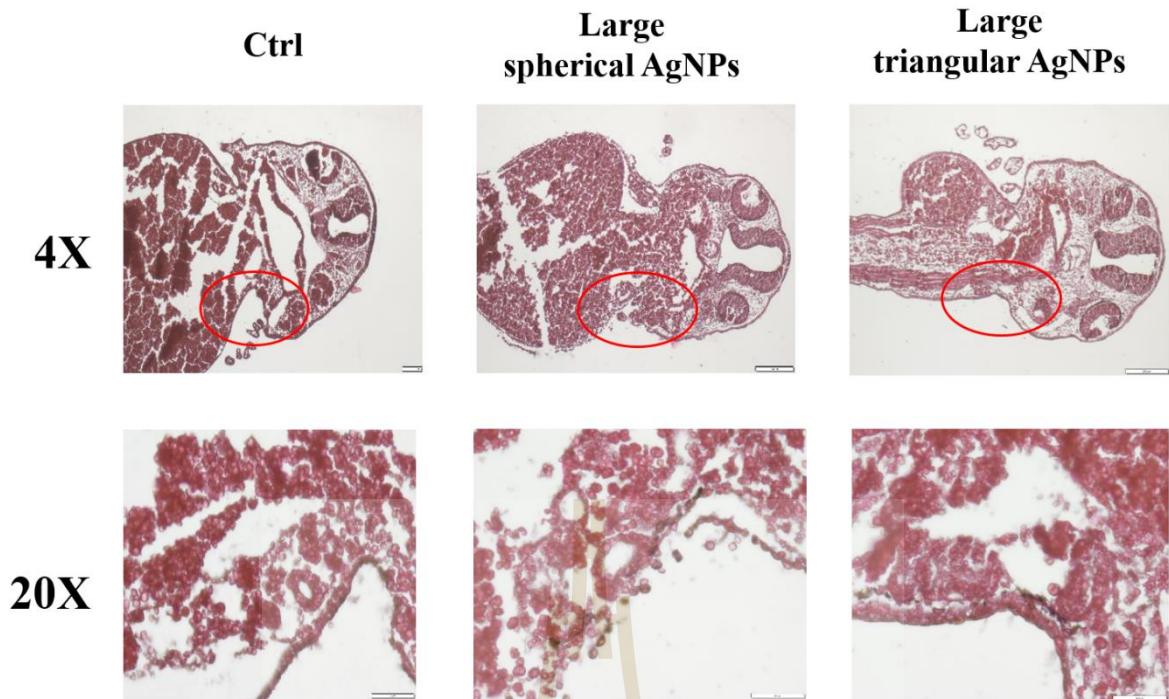 Ctrl
Large
spherical AgNPs
Large
triangular AgNPs
4X
20X